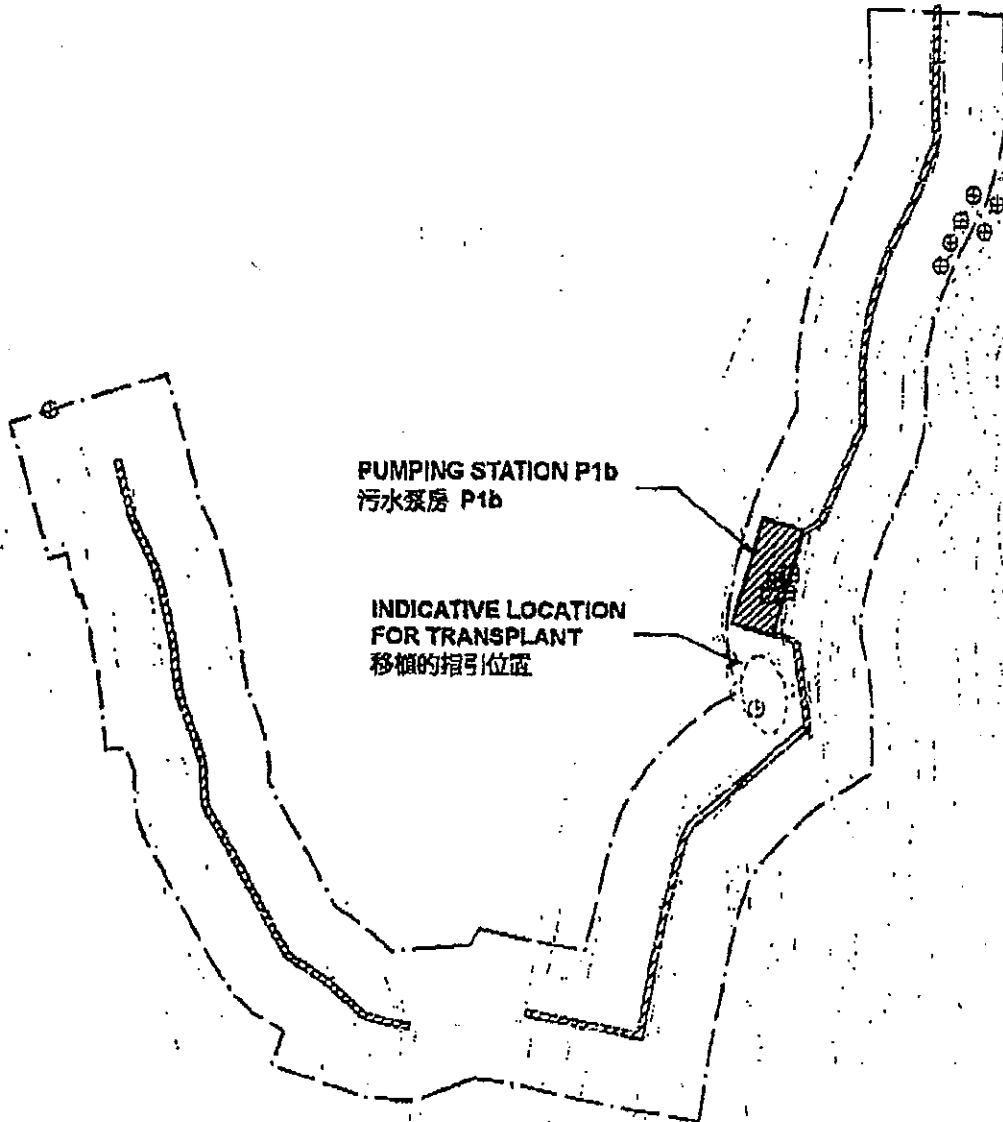 PUMPING STATION P1b
污水泵房 P1b
INDICATIVE LOCATION
FOR TRANSPLANT
移植的指引位置